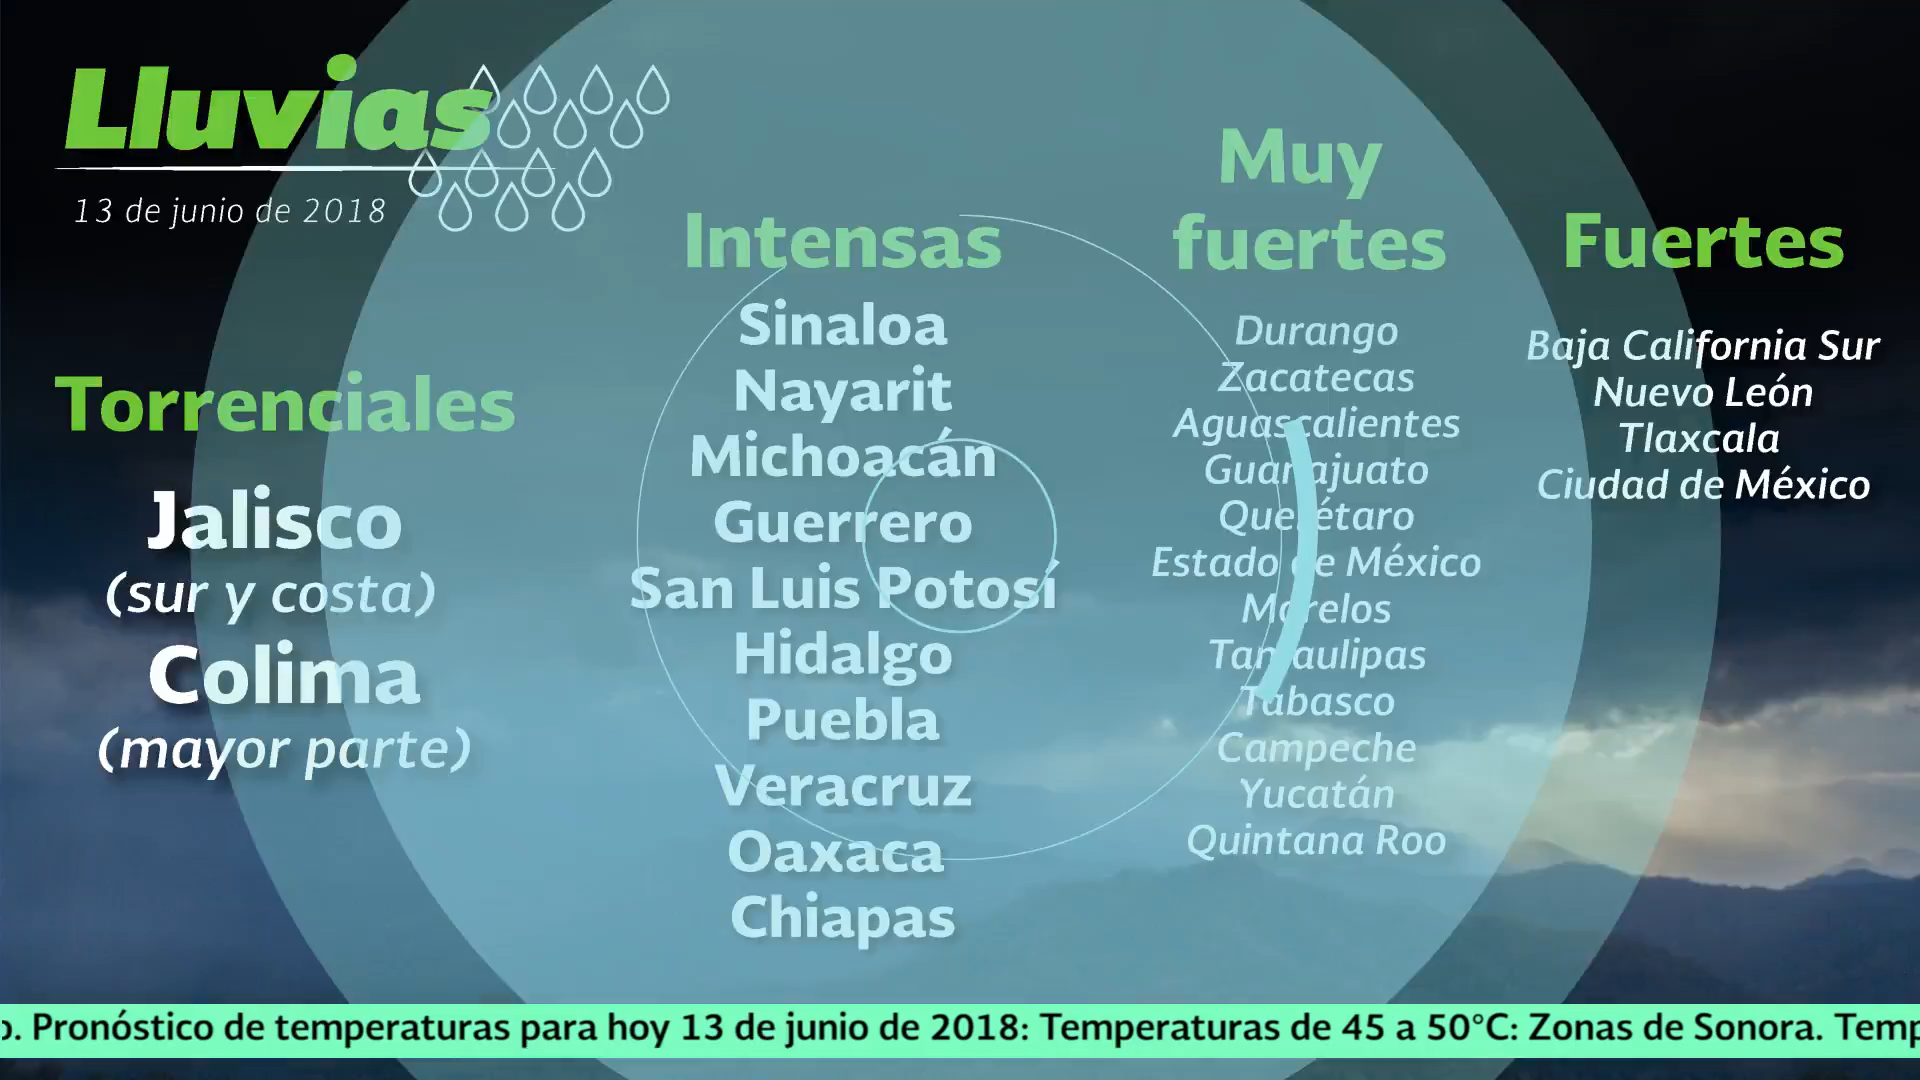 Lluvias
13 de junio de 2018
Torrenciales
Jalisco
(sur y costa)
Colima
(mayor parte)
Intensas
Sinaloa
Nayarit
Michoacán
Guerrero
San Luis Potosí
Hidalgo
Puebla
Veracruz
Oaxaca
Chiapas
Muy
fuertes
Durango
Zacatecas
Aguascalientes
Guanajuato
Querétaro
Estado de México
Morelos
Tamaulipas
Tabasco
Campeche
Yucatán
Quintana Roo
Fuertes
Baja California Sur
Nuevo León
Tlaxcala
Ciudad de México
o. Pronóstico de temperaturas para hoy 13 de junio de 2018: Temperaturas de 45 a 50°C: Zonas de Sonora. Temp